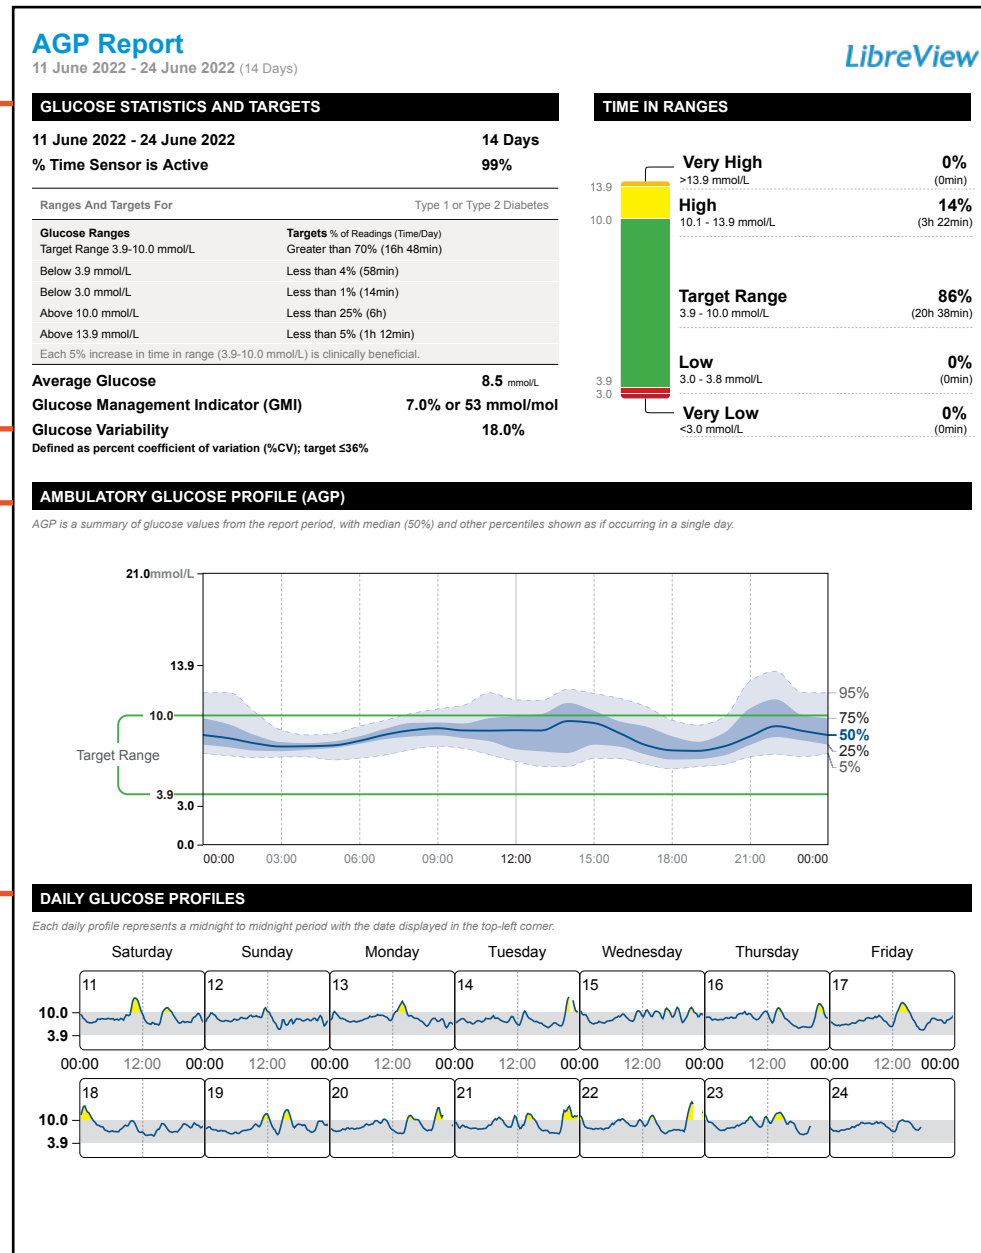 AGP Report
11 June 2022 - 24 June 2022 (14 Days)
LibreView
GLUCOSE STATISTICS AND TARGETS
11 June 2022 - 24 June 2022 14 Days
% Time Sensor is Active 99%
Ranges And Targets For Type 1 or Type 2 Diabetes
Glucose Ranges Targets % of Readings (Time/Day)
Target Range 3.9-10.0 mmol/L Greater than 70% (16h 48min)
Below 3.9 mmol/L Less than 4% (58min)
Below 3.0 mmol/L Less than 1% (14min)
Above 10.0 mmol/L Less than 25% (6h)
Above 13.9 mmol/L Less than 5% (1h 12min)
Each 5% increase in time in range (3.9-10.0 mmol/L) is clinically beneficial.
Average Glucose 8.5 mmol/L
Glucose Management Indicator (GMI) 7.0% or 53 mmol/mol
Glucose Variability 18.0%
Defined as percent coefficient of variation (%CV); target ≤36%
TIME IN RANGES
13.9
10.0
3.9
3.0
Very High 0%
>13.9 mmol/L (0min)
High 14%
10.1 - 13.9 mmol/L (3h 22min)
Target Range 86%
3.9 - 10.0 mmol/L (20h 38min)
Low 0%
3.0 - 3.8 mmol/L (0min)
Very Low 0%
<3.0 mmol/L (0min)
AMBULATORY GLUCOSE PROFILE (AGP)
AGP is a summary of glucose values from the report period, with median (50%) and other percentiles shown as if occurring in a single day.
21.0mmol/L
13.9
10.0
Target Range
3.9
3.0
0.0
95%
75%
50%
25%
5%
00:00 03:00 06:00 09:00 12:00 15:00 18:00 21:00 00:00
DAILY GLUCOSE PROFILES
Each daily profile represents a midnight to midnight period with the date displayed in the top-left corner.
Saturday Sunday Monday Tuesday Wednesday Thursday Friday
11 12 13 14 15 16 17
10.0
3.9
00:00 12:00 00:00 12:00 00:00 12:00 00:00 12:00 00:00 12:00 00:00 12:00 00:00 12:00 00:00
18 19 20 21 22 23 24
10.0
3.9